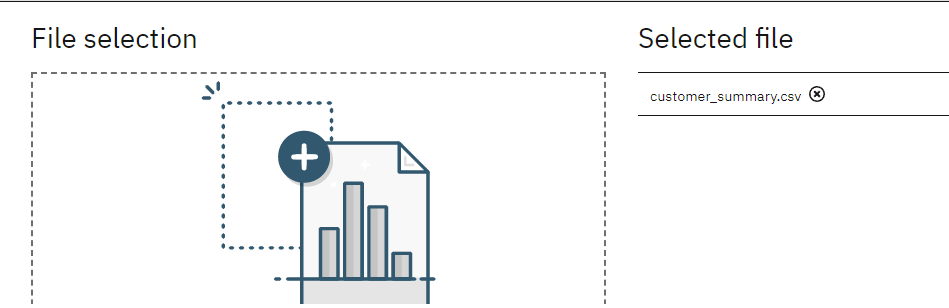 File selection
Selected file
customer_summary.csv